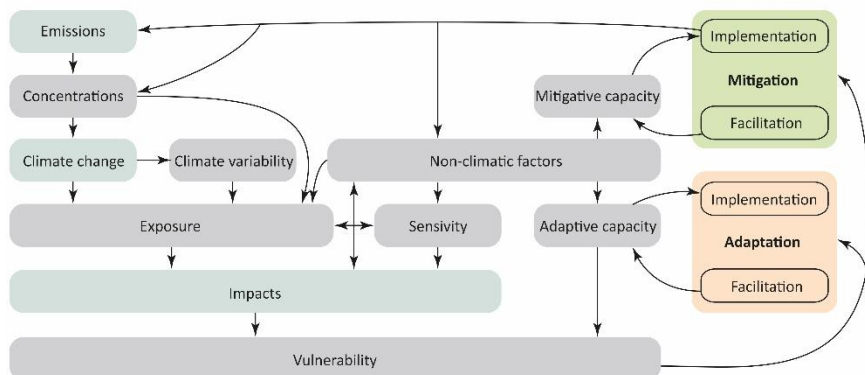 Emissions
Implementation
Mitigation
Concentrations
Mitigative capacity
Facilitation
Climate change
Climate variability
Non-climatic factors
Implementation
Exposure
Sensivity
Adaptive capacity
Adaptation
Facilitation
Impacts
Vulnerability